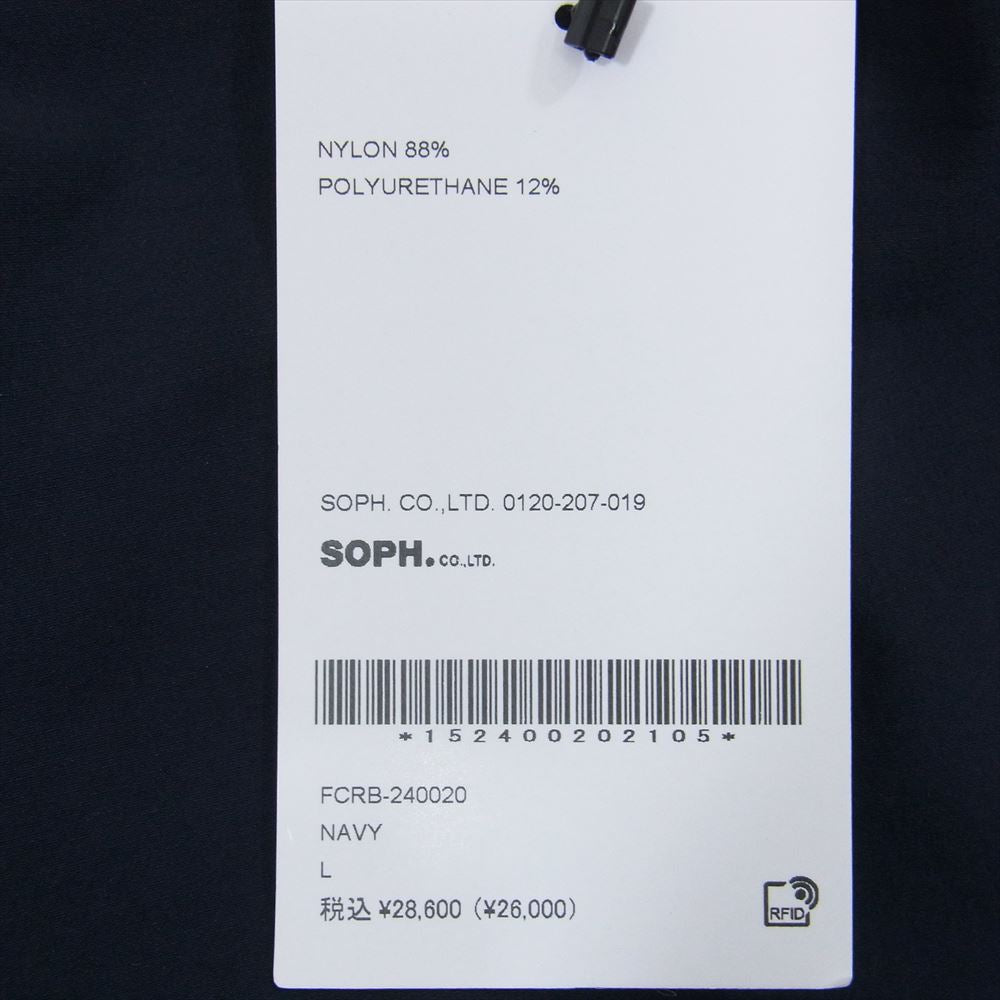 NYLON 88%
POLYURETHANE 12%
SOPH. CO.,LTD. 0120-207-019
SOPH. CO.,LTD.
*152400202105*
FCRB-240020
NAVY
L
税込 ¥28,600 (¥26,000)
RFID